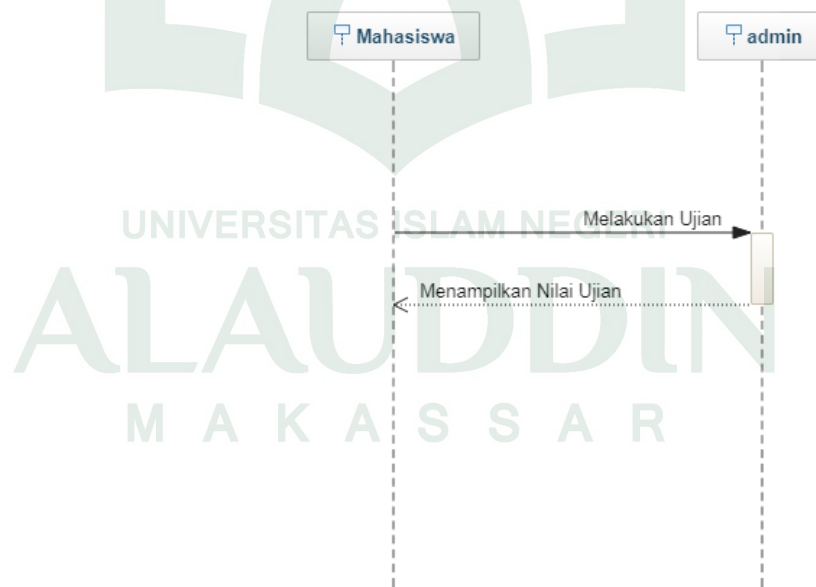 Mahasiswa
admin
Melakukan Ujian
UNIVERSITAS ISLAM NEGERI
Menampilkan Nilai Ujian
ALAUDDIN
MAKASSAR